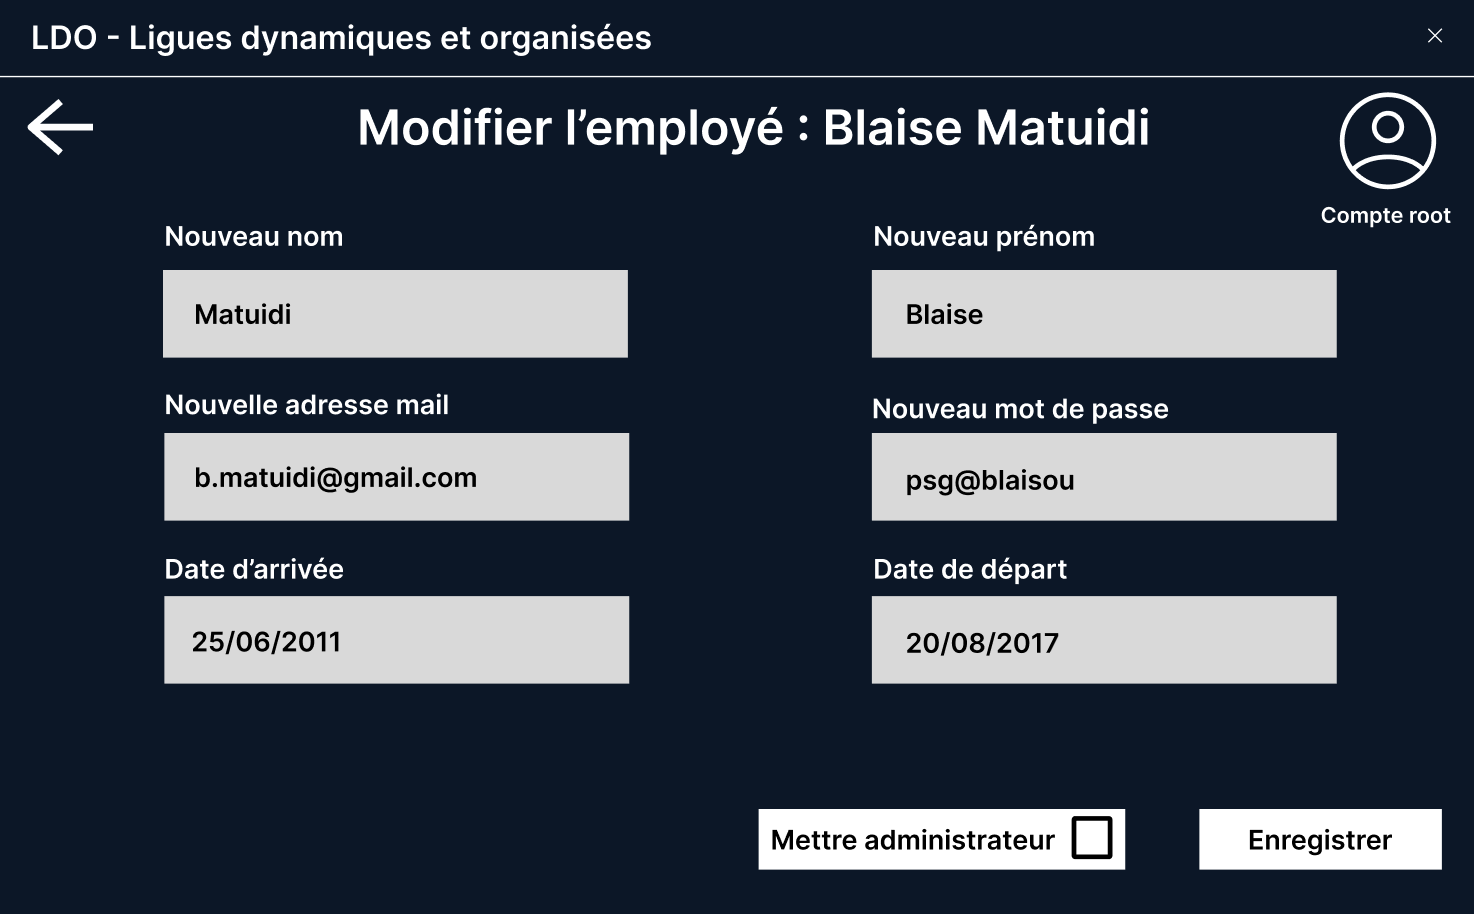 LDO - Ligues dynamiques et organisées
Modifier l’employé : Blaise Matuidi
Compte root
Nouveau nom
Nouveau prénom
Matuidi
Blaise
Nouvelle adresse mail
Nouveau mot de passe
b.matuidi@gmail.com
psg@blaisou
Date d’arrivée
Date de départ
25/06/2011
20/08/2017
Mettre administrateur
Enregistrer